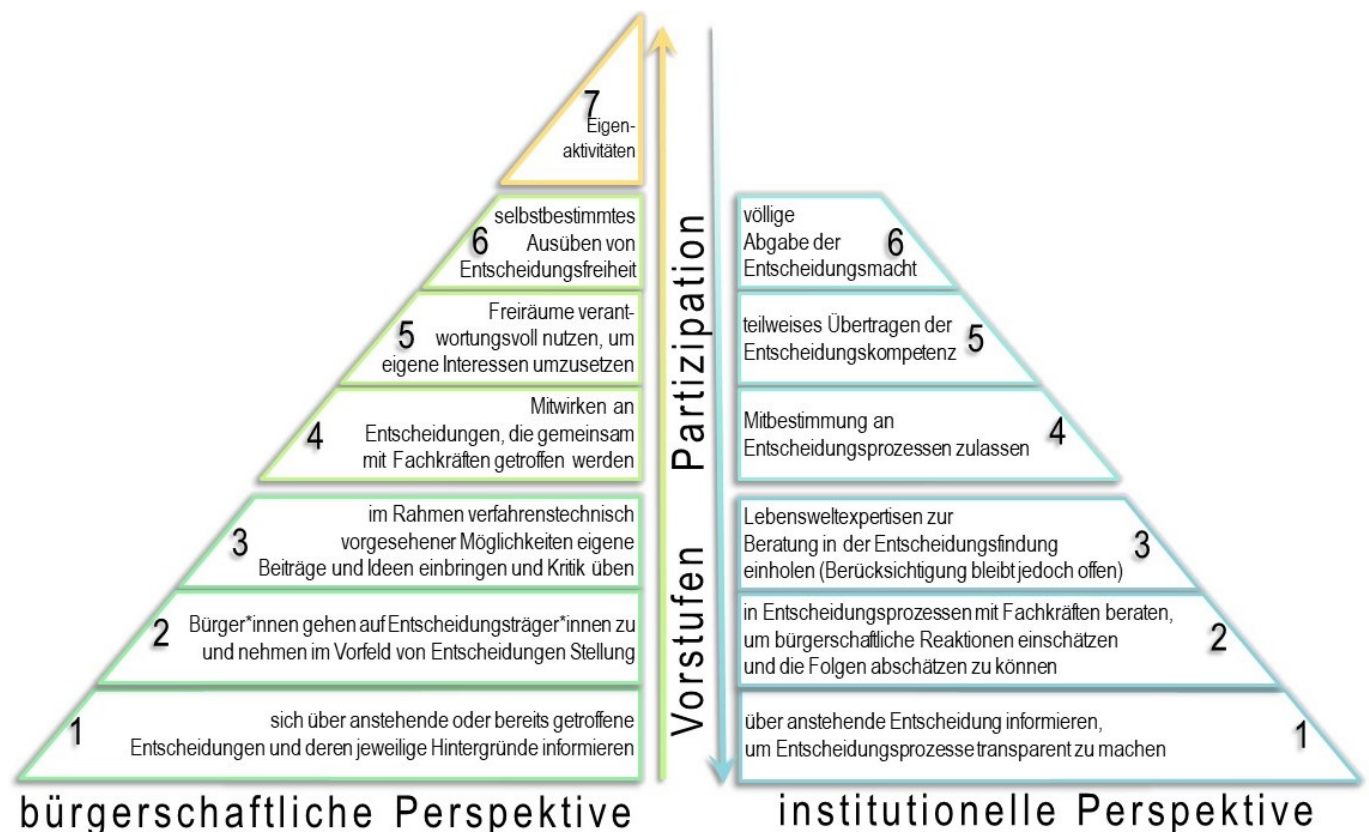 7
Eigen-
aktivitäten
6
selbstbestimmtes
Ausüben von
Entscheidungsfreiheit
5
Freiräume verant-
wortungsvoll nutzen, um
eigene Interessen umzusetzen
4
Mitwirken an
Entscheidungen, die gemeinsam
mit Fachkräften getroffen werden
3
im Rahmen verfahrenstechnisch
vorgesehener Möglichkeiten eigene
Beiträge und Ideen einbringen und Kritik üben
2
Bürger*innen gehen auf Entscheidungsträger*innen zu
und nehmen im Vorfeld von Entscheidungen Stellung
1
sich über anstehende oder bereits getroffene
Entscheidungen und deren jeweilige Hintergründe informieren
bürgerschaftliche Perspektive
Partizipation
Vorstufen
völlige
Abgabe der
Entscheidungsmacht
6
teilweises Übertragen der
Entscheidungskompetenz
5
Mitbestimmung an
Entscheidungsprozessen zulassen
4
Lebensweltexpertisen zur
Beratung in der Entscheidungsfindung
einholen (Berücksichtigung bleibt jedoch offen)
3
in Entscheidungsprozessen mit Fachkräften beraten,
um bürgerschaftliche Reaktionen einschätzen
und die Folgen abschätzen zu können
2
über anstehende Entscheidung informieren,
um Entscheidungsprozesse transparent zu machen
1
institutionelle Perspektive